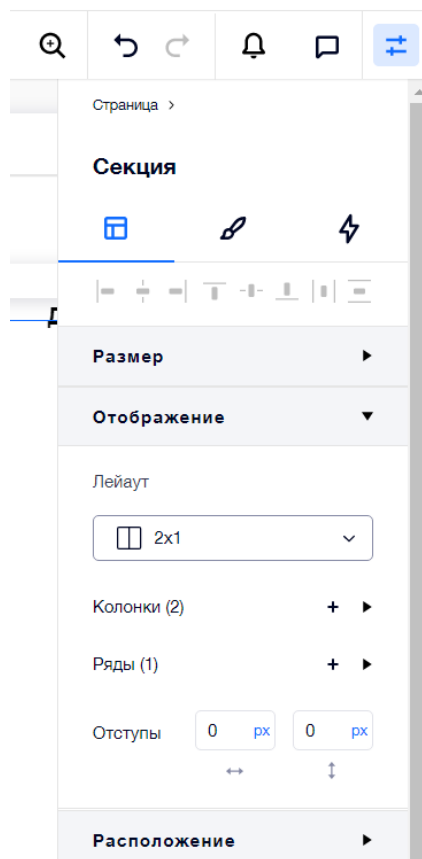 Страница >
Секция
Размер
Отображение
Лейаут
2x1
Колонки (2)
Ряды (1)
Отступы 0 px 0 px
Расположение